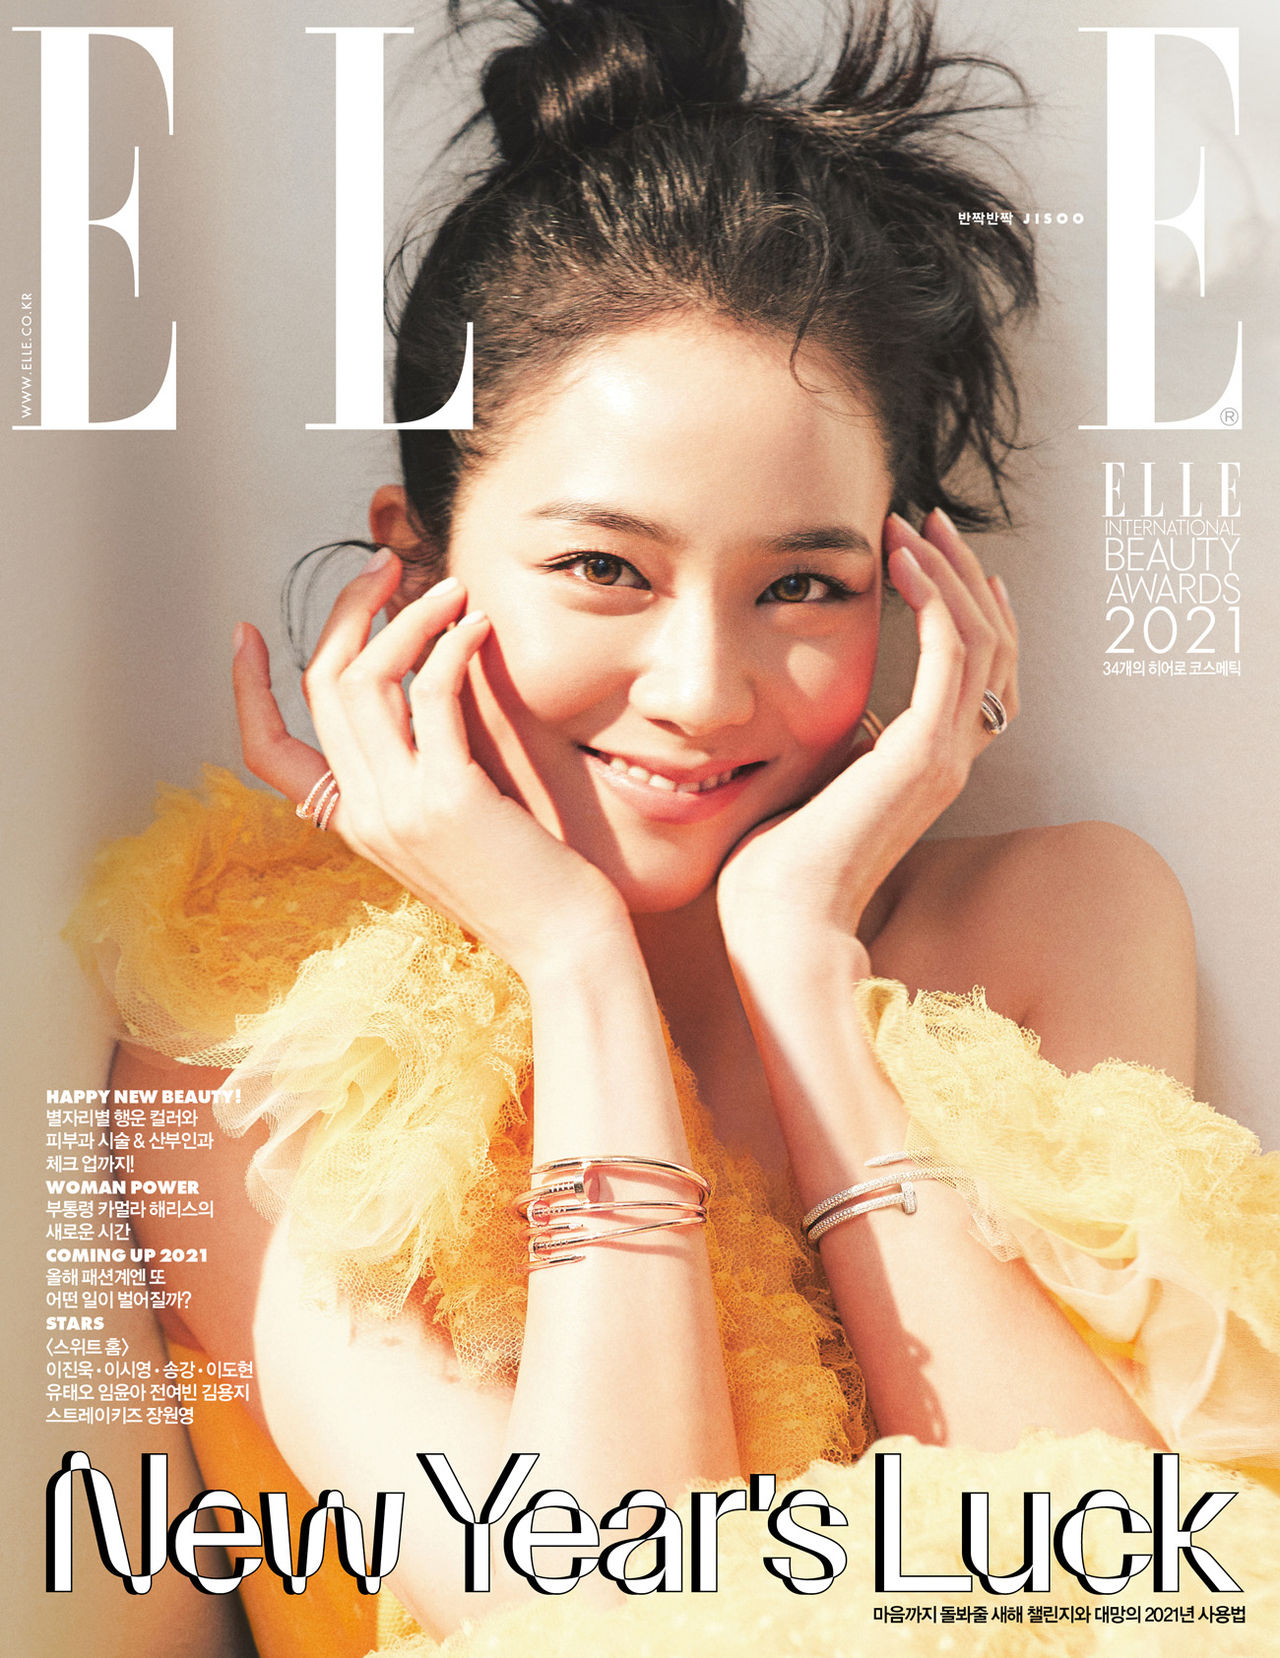 ELLE
WWW.ELLE.CO.KR
반짝반짝 JISOO
®
ELLE
INTERNATIONAL
BEAUTY
AWARDS
2021
34개의 히어로 코스메틱
HAPPY NEW BEAUTY!
별자리별 행운 컬러와
피부과 시술 & 산부인과
체크 업까지!
WOMAN POWER
부통령 카멀라 해리스의
새로운 시간
COMING UP 2021
올해 패션계엔 또
어떤 일이 벌어질까?
STARS
〈스위트 홈〉
이진욱·이시영·송강·이도현
유태오 임윤아 전여빈 김용지
스트레이키즈 장원영
New Year's Luck
마음까지 돌봐줄 새해 챌린지와 대망의 2021년 사용법